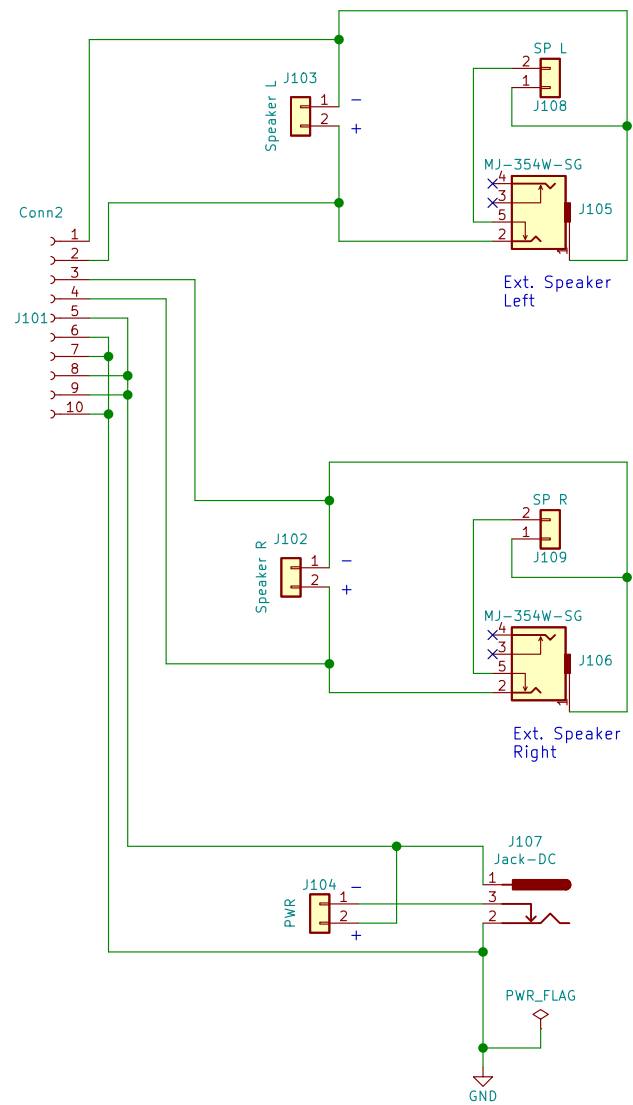 SP L
2
1
J108
J103
Speaker L
1
2
−
+
MJ-354W-SG
4
3
5
2
1
J105
Ext. Speaker
Left
Conn2
1
2
3
4
5
6
7
8
9
10
J101
SP R
2
1
J109
J102
Speaker R
1
2
−
+
MJ-354W-SG
4
3
5
2
1
J106
Ext. Speaker
Right
J107
Jack-DC
1
3
2
J104
PWR
1
2
−
+
PWR_FLAG
GND